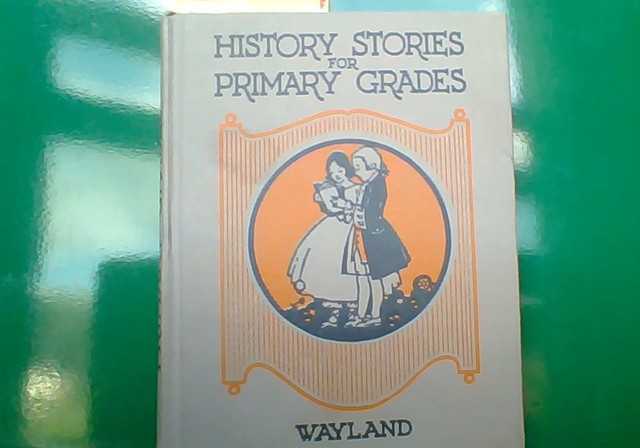 HISTORY STORIES
FOR
PRIMARY GRADES
WAYLAND